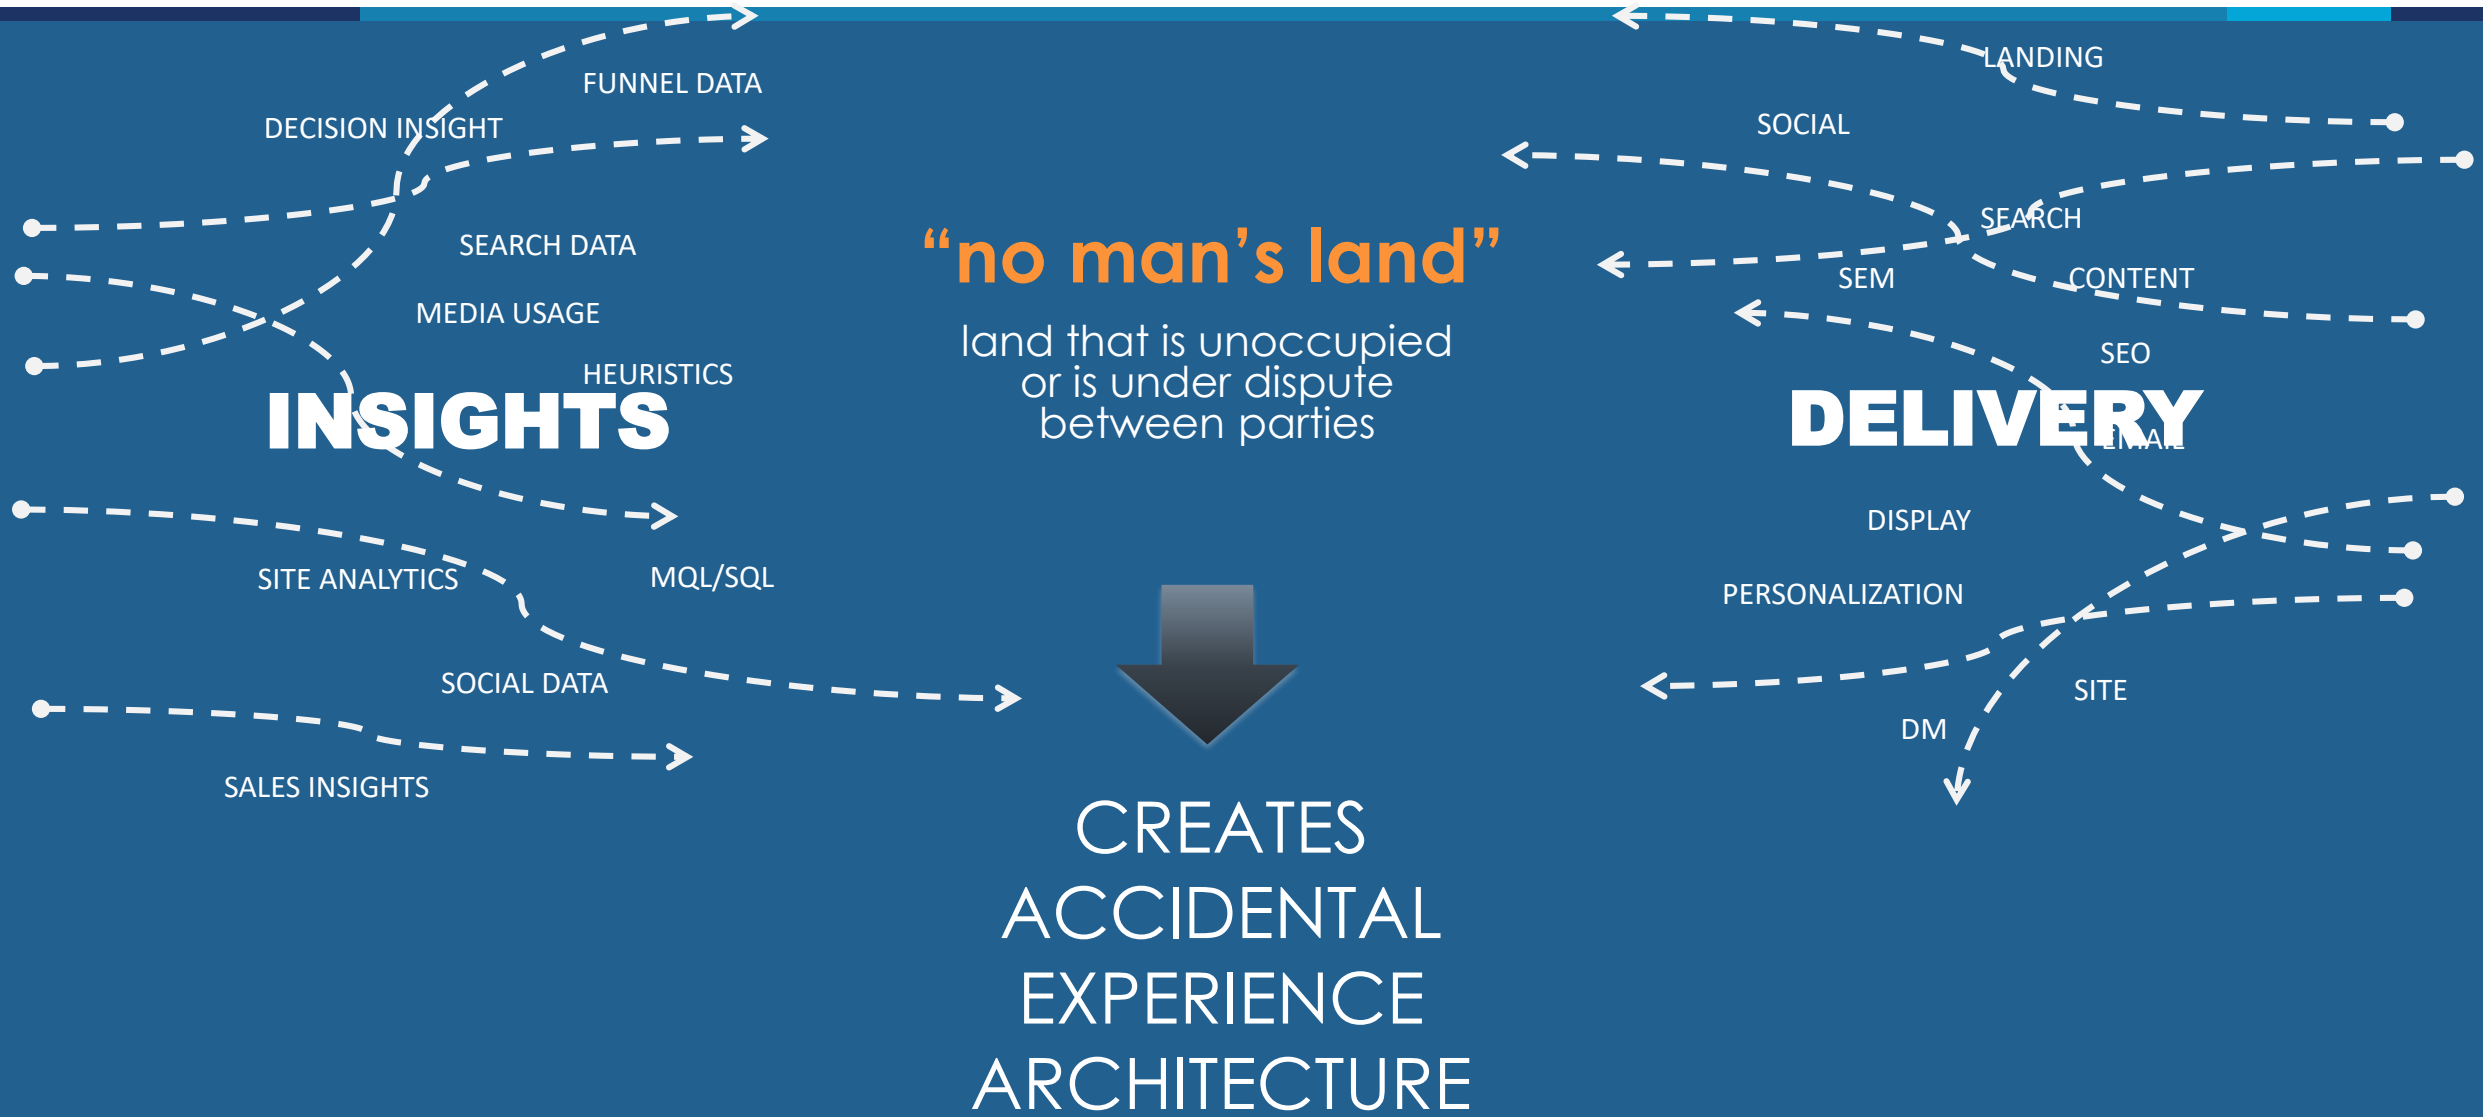 FUNNEL DATA
DECISION INSIGHT
SEARCH DATA
MEDIA USAGE
HEURISTICS
INSIGHTS
SITE ANALYTICS
MQL/SQL
SOCIAL DATA
SALES INSIGHTS
“no man’s land”
land that is unoccupied
or is under dispute
between parties
CREATES
ACCIDENTAL
EXPERIENCE
ARCHITECTURE
LANDING
SOCIAL
SEARCH
SEM
CONTENT
SEO
DELIVERY
EMAIL
DISPLAY
PERSONALIZATION
SITE
DM